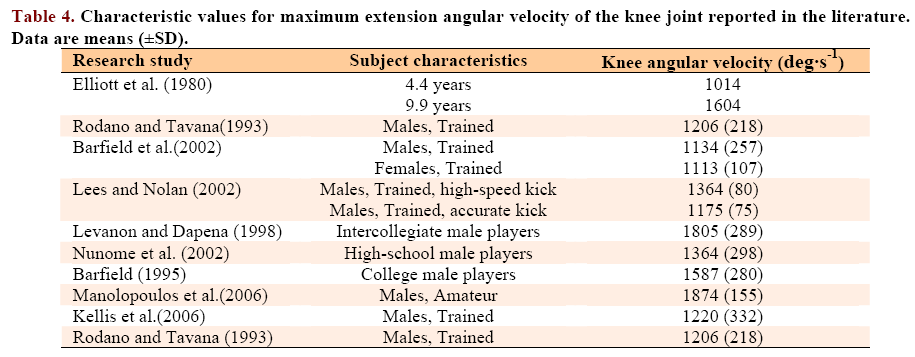 Table 4. Characteristic values for maximum extension angular velocity of the knee joint reported in the literature.
Data are means (±SD).
Research study Subject characteristics Knee angular velocity (deg·s⁻¹)
Elliott et al. (1980) 4.4 years 1014
9.9 years 1604
Rodano and Tavana(1993) Males, Trained 1206 (218)
Barfield et al.(2002) Males, Trained 1134 (257)
Females, Trained 1113 (107)
Lees and Nolan (2002) Males, Trained, high-speed kick 1364 (80)
Males, Trained, accurate kick 1175 (75)
Levanon and Dapena (1998) Intercollegiate male players 1805 (289)
Nunome et al. (2002) High-school male players 1364 (298)
Barfield (1995) College male players 1587 (280)
Manolopoulos et al.(2006) Males, Amateur 1874 (155)
Kellis et al.(2006) Males, Trained 1220 (332)
Rodano and Tavana (1993) Males, Trained 1206 (218)